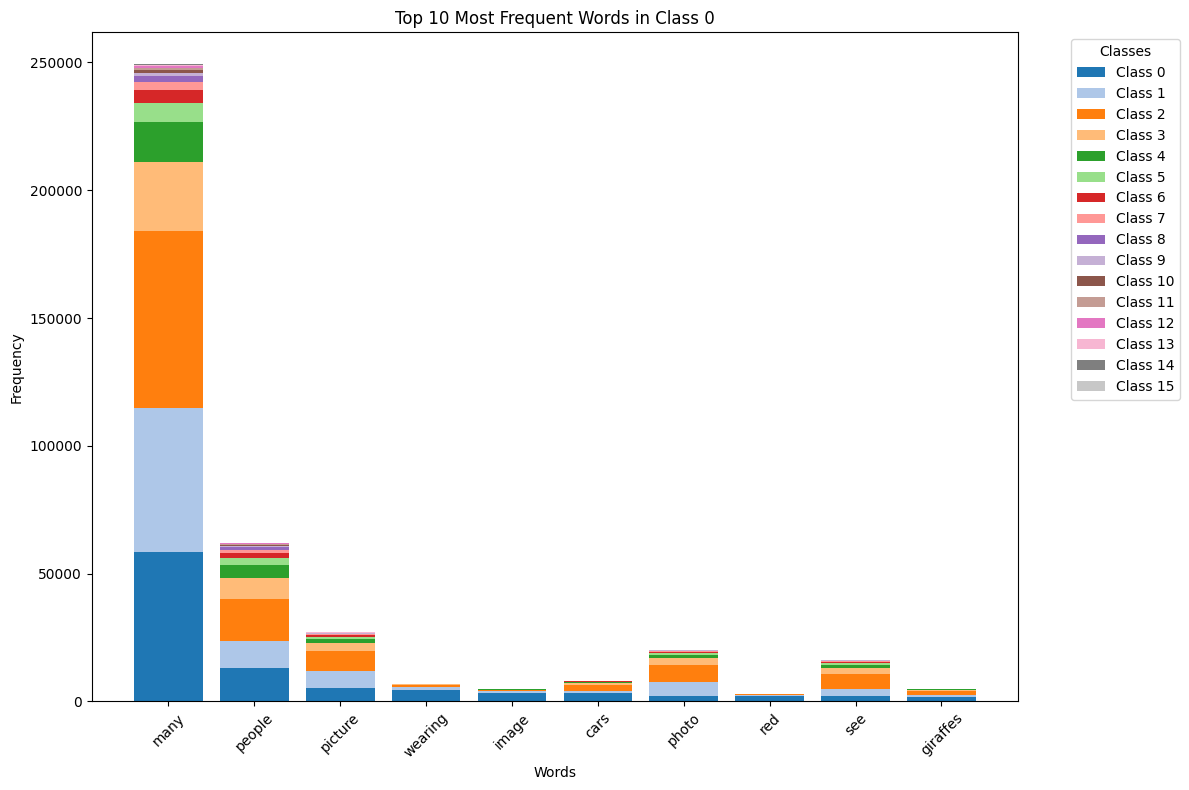 Top 10 Most Frequent Words in Class 0
Frequency
250000
200000
150000
100000
50000
0
many
people
picture
wearing
image
cars
photo
red
see
giraffes
Words
Classes
Class 0
Class 1
Class 2
Class 3
Class 4
Class 5
Class 6
Class 7
Class 8
Class 9
Class 10
Class 11
Class 12
Class 13
Class 14
Class 15